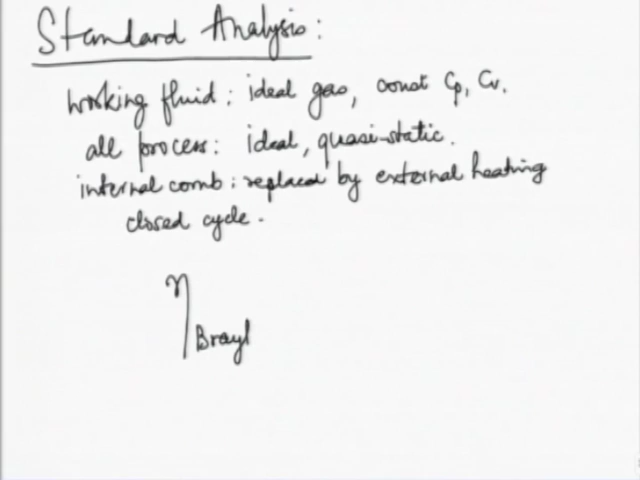 Standard Analysis:
working fluid: ideal gas, const Cp, Cv.
all process: ideal, quasi-static.
internal comb: replaced by external heating
closed cycle.
η Brayl